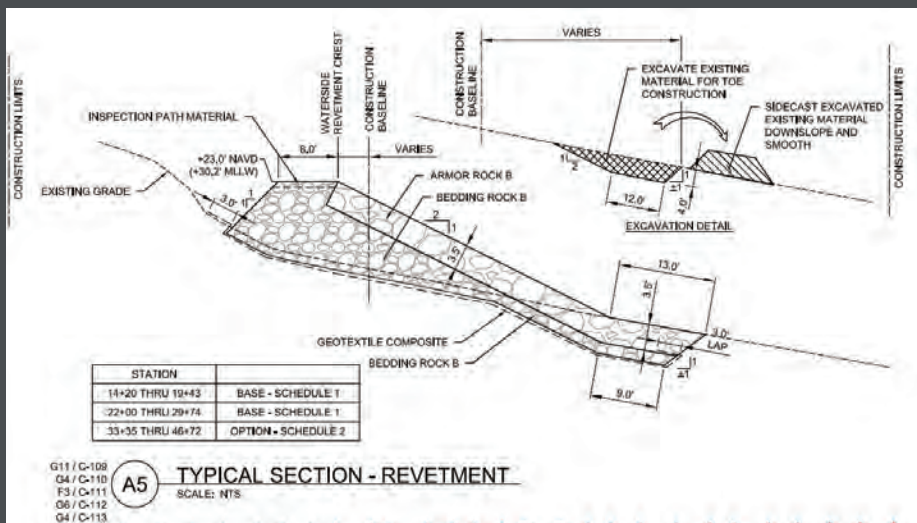 VARIES
CONSTRUCTION LIMITS
WATERSIDE
REVETMENT CREST
CONSTRUCTION
BASELINE
CONSTRUCTION
BASELINE
EXCAVATE EXISTING
MATERIAL FOR TOE
CONSTRUCTION
SIDECAST EXCAVATED
EXISTING MATERIAL
DOWNSLOPE AND
SMOOTH
CONSTRUCTION LIMITS
INSPECTION PATH MATERIAL
8.0'
VARIES
+23.0' NAVD
(+30.2' MLLW)
EXISTING GRADE
3.0'
1
1
ARMOR ROCK B
BEDDING ROCK B
2
1
3.5'
1
2
12.0'
±1
1
4.0'
EXCAVATION DETAIL
13.0'
3.5'
3.0'
LAP
1
±1
9.0'
GEOTEXTILE COMPOSITE
BEDDING ROCK B
STATION
14+20 THRU 19+43 BASE - SCHEDULE 1
22+00 THRU 29+74 BASE - SCHEDULE 1
33+35 THRU 46+72 OPTION - SCHEDULE 2
G11 / C-109
G4 / C-110
F3 / C-111
G6 / C-112
G4 / C-113
A5
TYPICAL SECTION - REVETMENT
SCALE: NTS